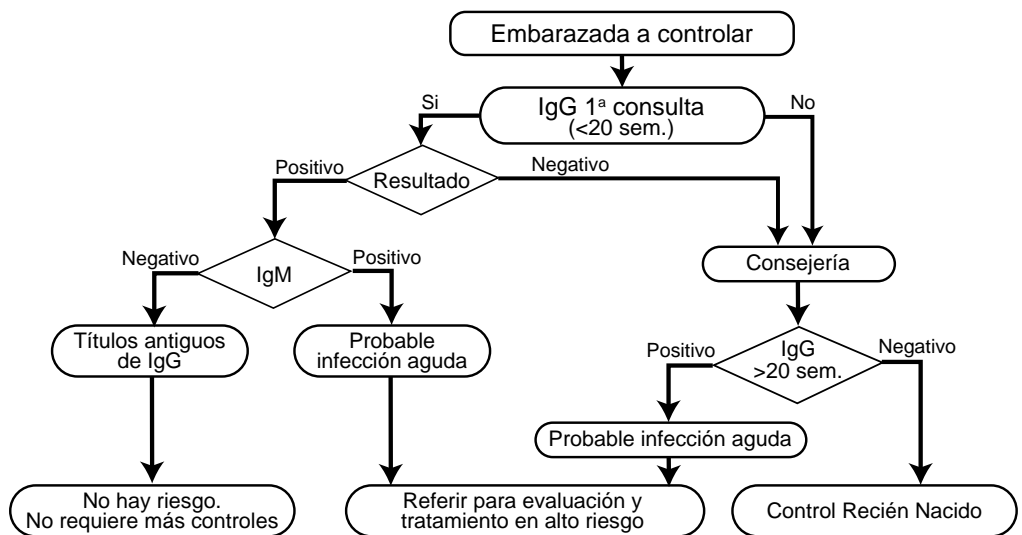 Embarazada a controlar
Si
IgG 1ª consulta
(<20 sem.)
No
Positivo
Resultado
Negativo
Negativo
IgM
Positivo
Consejería
Títulos antiguos
de IgG
Probable
infección aguda
Positivo
IgG
>20 sem.
Negativo
Probable infección aguda
No hay riesgo.
No requiere más controles
Referir para evaluación y
tratamiento en alto riesgo
Control Recién Nacido